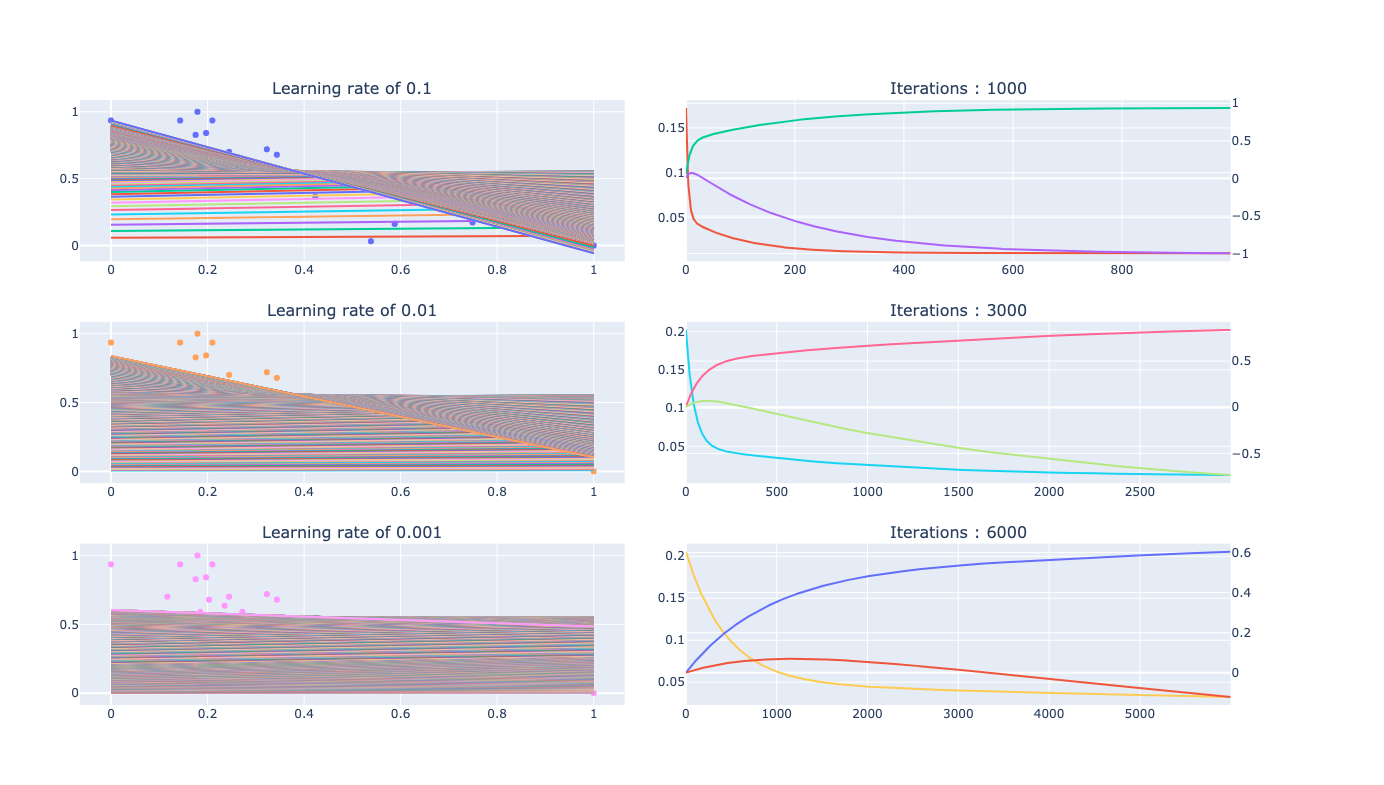 Learning rate of 0.1
1
0.5
0
0 0.2 0.4 0.6 0.8 1
Iterations : 1000
0.15
0.1
0.05
1
0.5
0
−0.5
−1
0 200 400 600 800
Learning rate of 0.01
1
0.5
0
0 0.2 0.4 0.6 0.8 1
Iterations : 3000
0.2
0.15
0.1
0.05
0.5
0
−0.5
0 500 1000 1500 2000 2500
Learning rate of 0.001
1
0.5
0
0 0.2 0.4 0.6 0.8 1
Iterations : 6000
0.2
0.15
0.1
0.05
0.6
0.4
0.2
0
0 1000 2000 3000 4000 5000